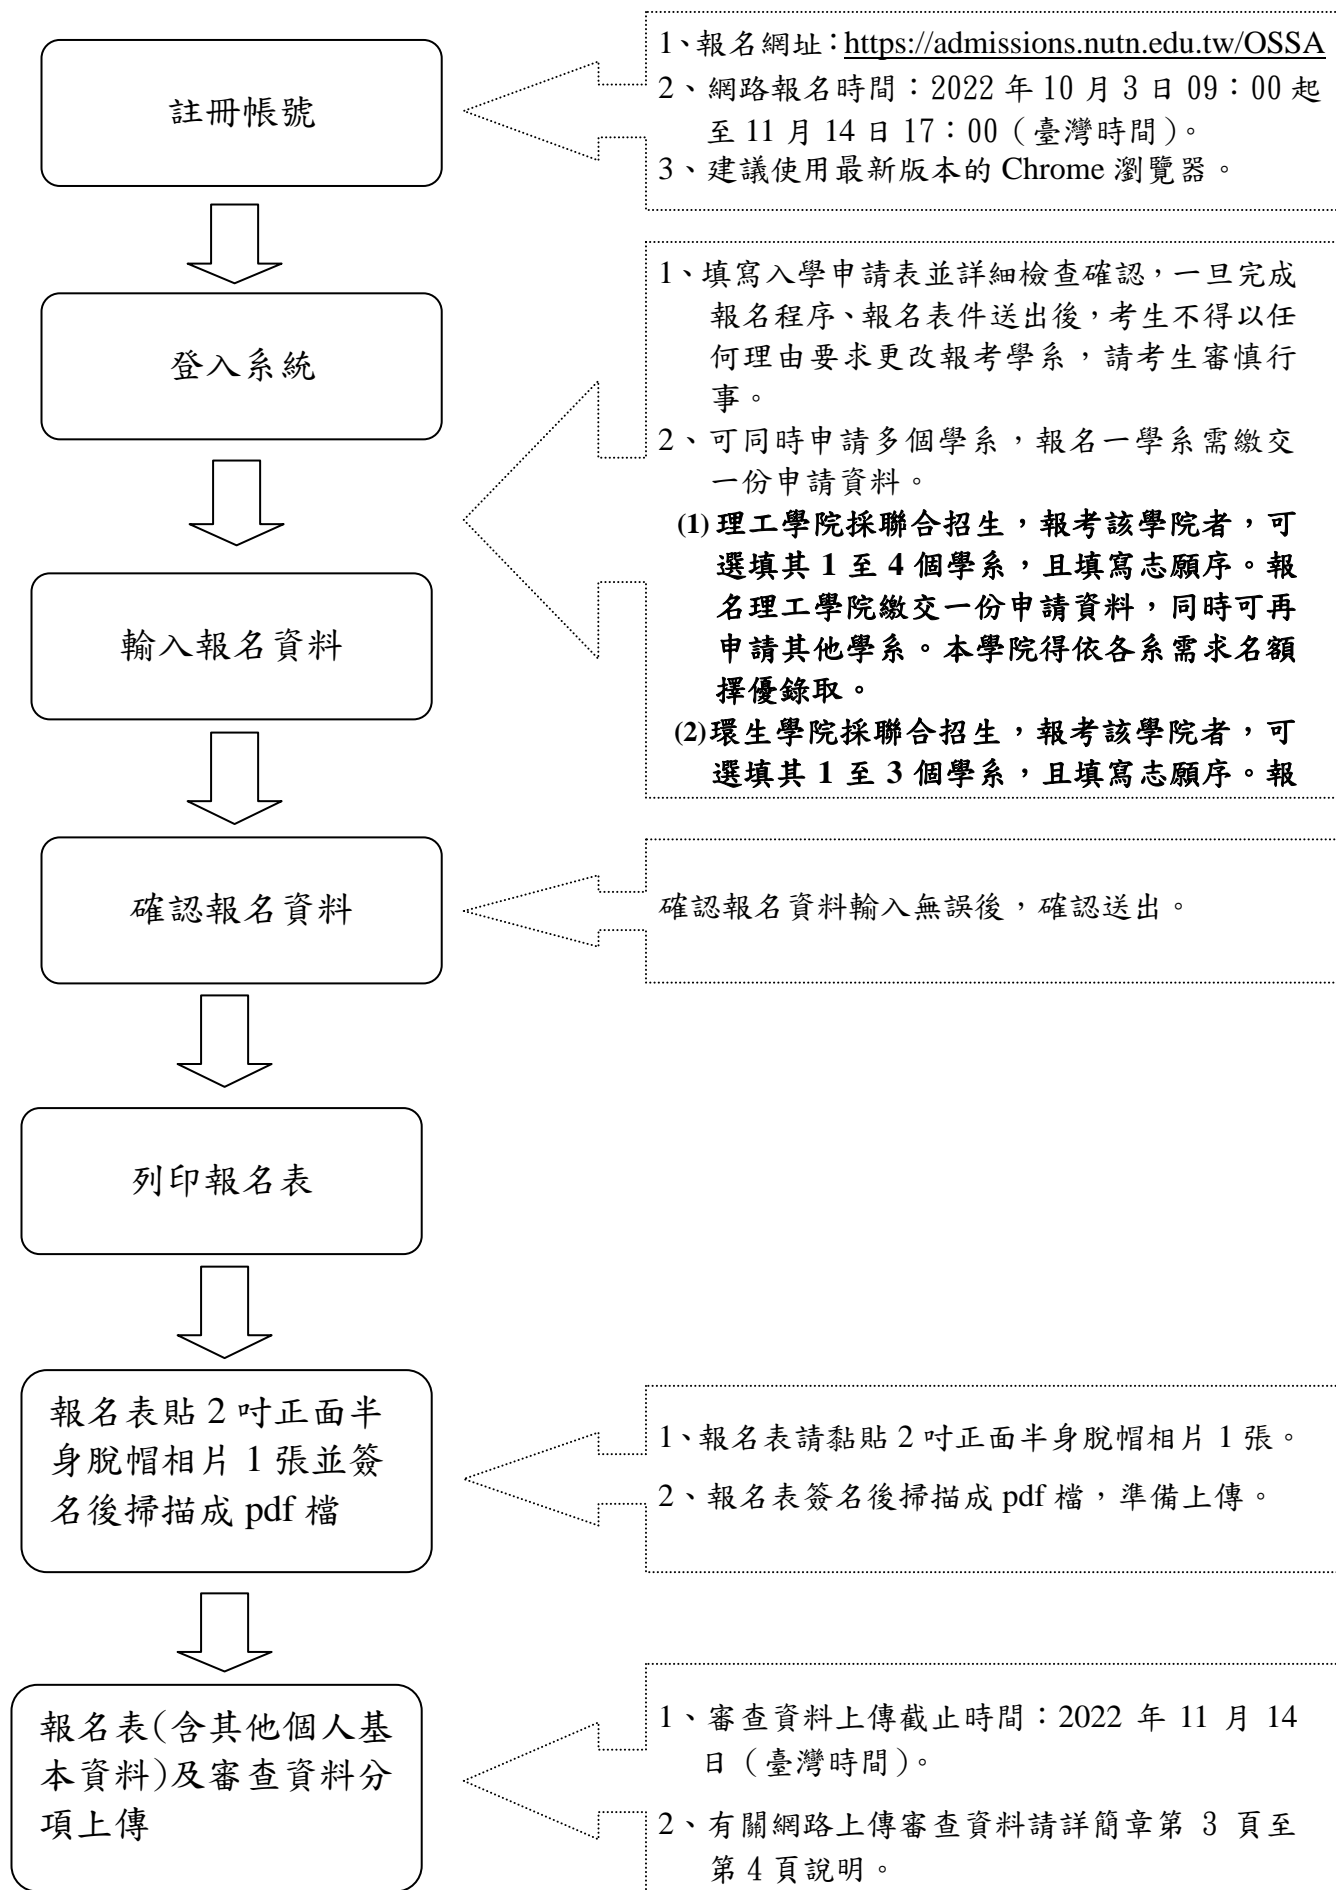 註冊帳號
1、報名網址：https://admissions.nutn.edu.tw/OSSA
2、網路報名時間：2022 年 10 月 3 日 09：00 起
至 11 月 14 日 17：00（臺灣時間）。
3、建議使用最新版本的 Chrome 瀏覽器。
登入系統
輸入報名資料
1、填寫入學申請表並詳細檢查確認，一旦完成
報名程序、報名表件送出後，考生不得以任
何理由要求更改報考學系，請考生審慎行
事。
2、可同時申請多個學系，報名一學系需繳交
一份申請資料。
(1)理工學院採聯合招生，報考該學院者，可
選填其 1 至 4 個學系，且填寫志願序。報
名理工學院繳交一份申請資料，同時可再
申請其他學系。本學院得依各系需求名額
擇優錄取。
(2)環生學院採聯合招生，報考該學院者，可
選填其 1 至 3 個學系，且填寫志願序。報
確認報名資料
確認報名資料輸入無誤後，確認送出。
列印報名表
報名表貼 2 吋正面半
身脫帽相片 1 張並簽
名後掃描成 pdf 檔
1、報名表請黏貼 2 吋正面半身脫帽相片 1 張。
2、報名表簽名後掃描成 pdf 檔，準備上傳。
報名表(含其他個人基
本資料)及審查資料分
項上傳
1、審查資料上傳截止時間：2022 年 11 月 14
日（臺灣時間）。
2、有關網路上傳審查資料請詳簡章第 3 頁至
第 4 頁說明。